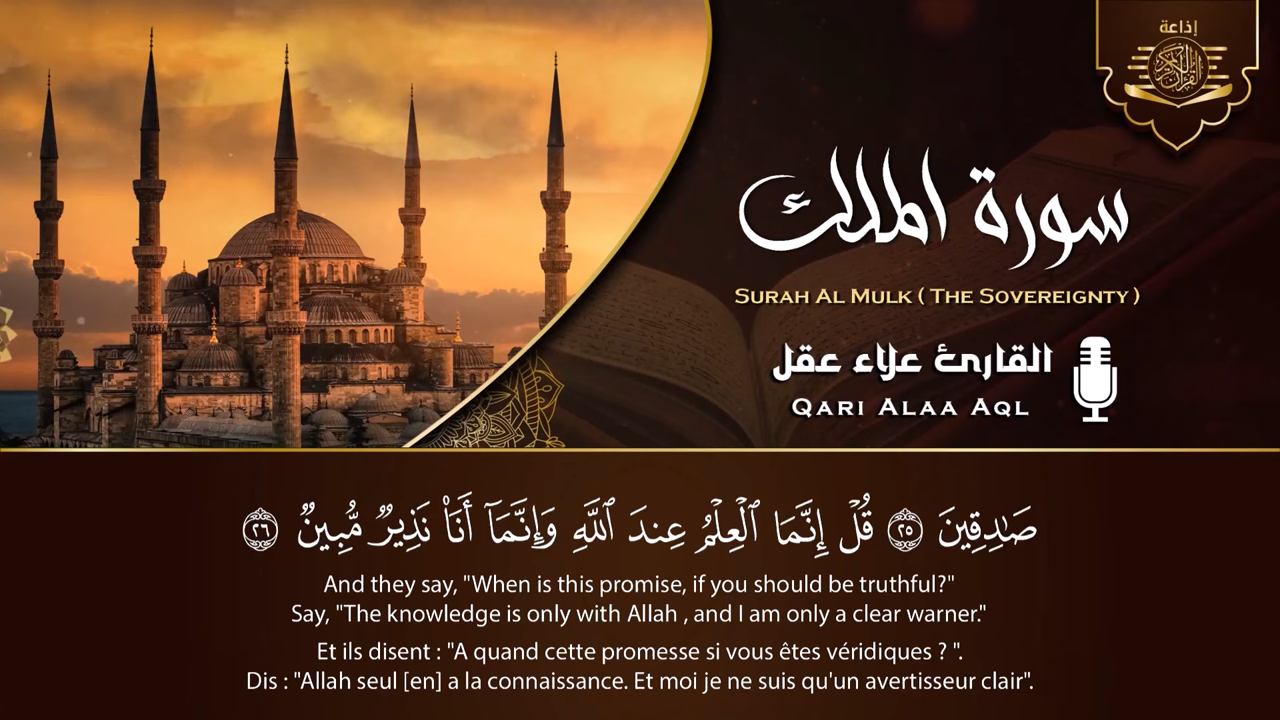 إذاعة
القرآن الكريم
سورة الملك
SURAH AL MULK ( THE SOVEREIGNTY )
القارئ علاء عقل
QARI ALAA AQL
صَـٰدِقِينَ ٢٥ قُلۡ إِنَّمَا ٱلۡعِلۡمُ عِندَ ٱللَّهِ وَإِنَّمَآ أَنَا۠ نَذِيرٞ مُّبِينٞ ٢٦
And they say, "When is this promise, if you should be truthful?"
Say, "The knowledge is only with Allah , and I am only a clear warner."
Et ils disent : "A quand cette promesse si vous êtes véridiques ? ".
Dis : "Allah seul [en] a la connaissance. Et moi je ne suis qu'un avertisseur clair".